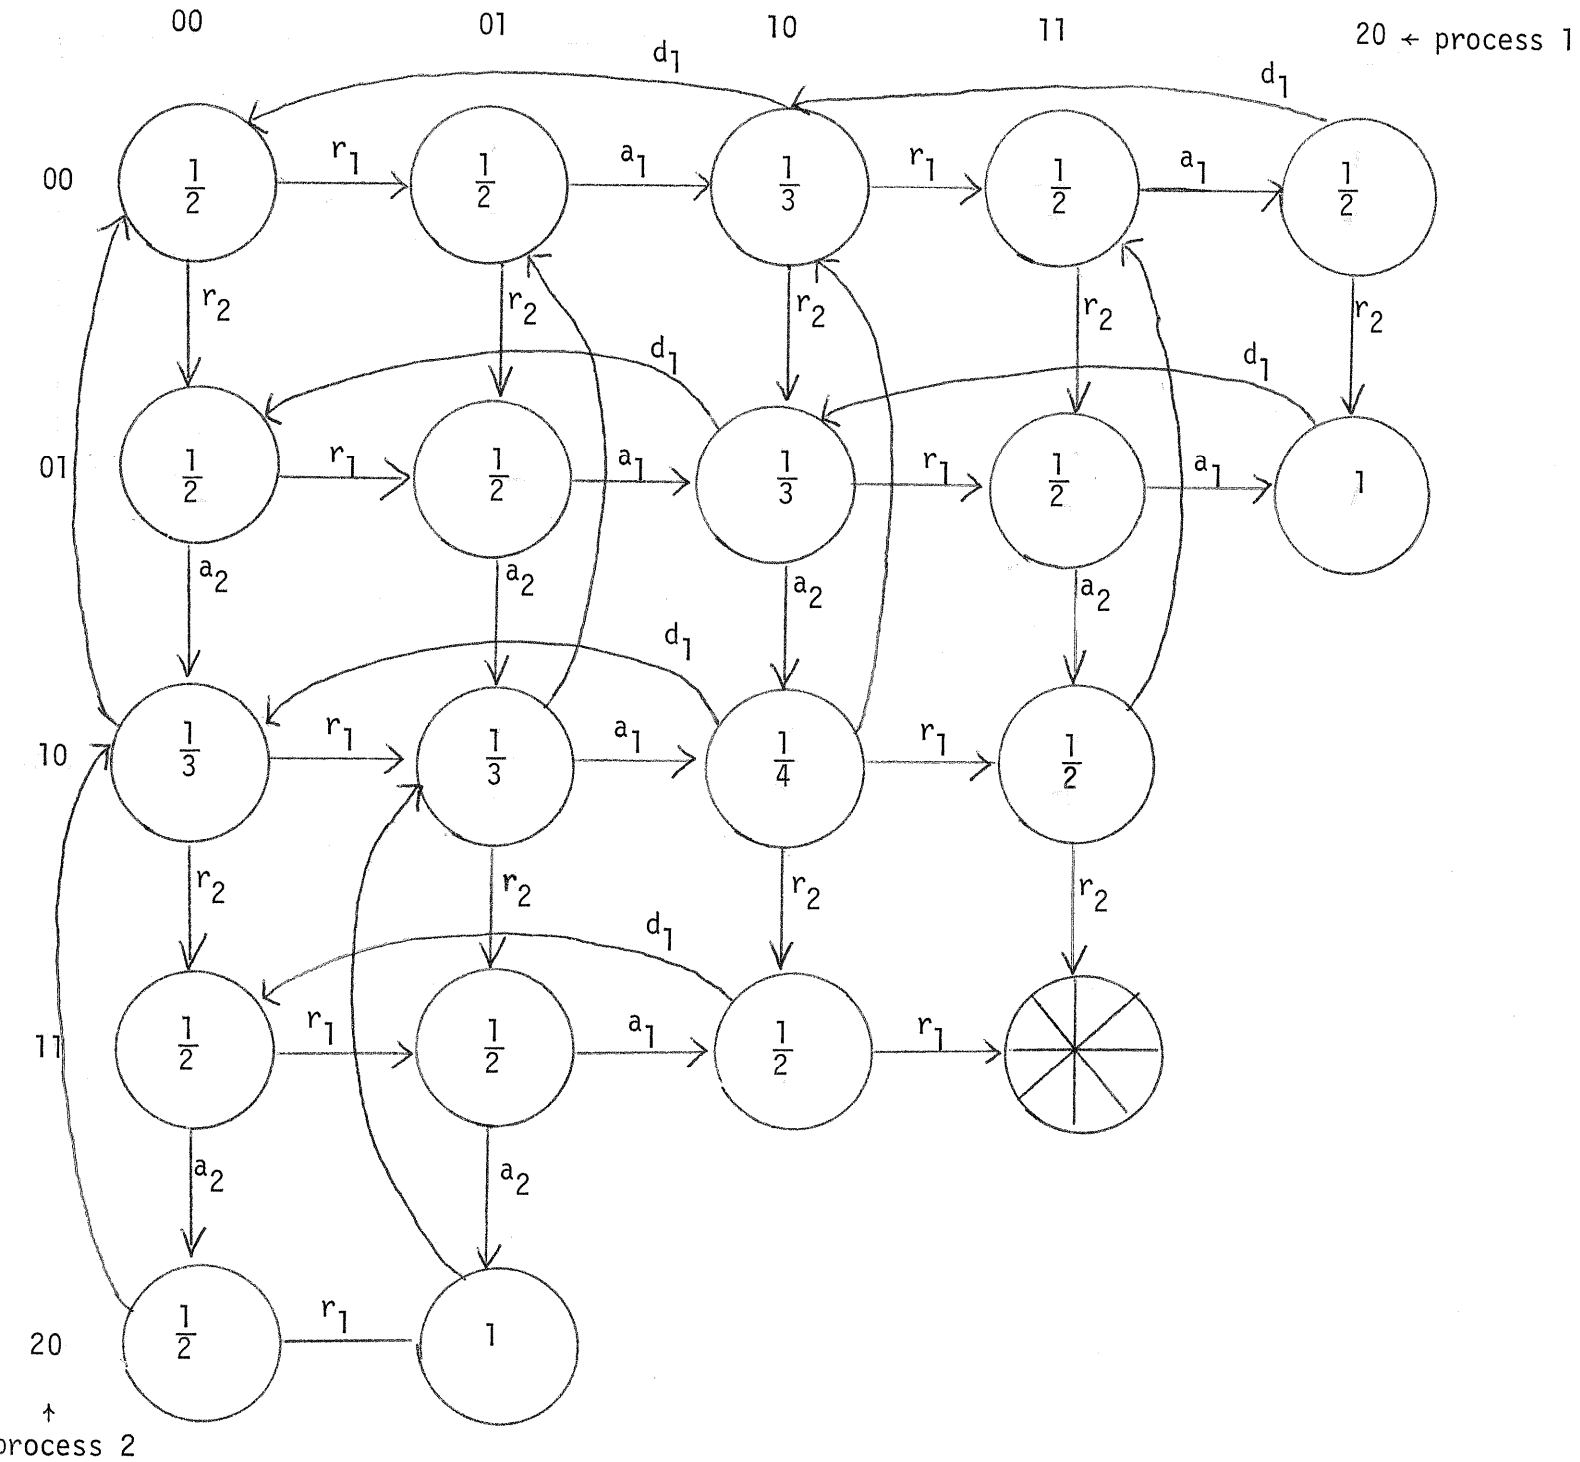 00 01 10 11 20 ← process 1
d1 d1
00 1/2 r1 1/2 a1 1/3 r1 1/2 a1 1/2
r2 r2 r2 r2 r2
d1 d1
01 1/2 r1 1/2 a1 1/3 r1 1/2 a1 1
a2 a2 a2 a2
d1
10 1/3 r1 1/3 a1 1/4 r1 1/2
r2 r2 r2 r2
d1
11 1/2 r1 1/2 a1 1/2 r1
a2 a2
20 1/2 r1 1
↑
process 2